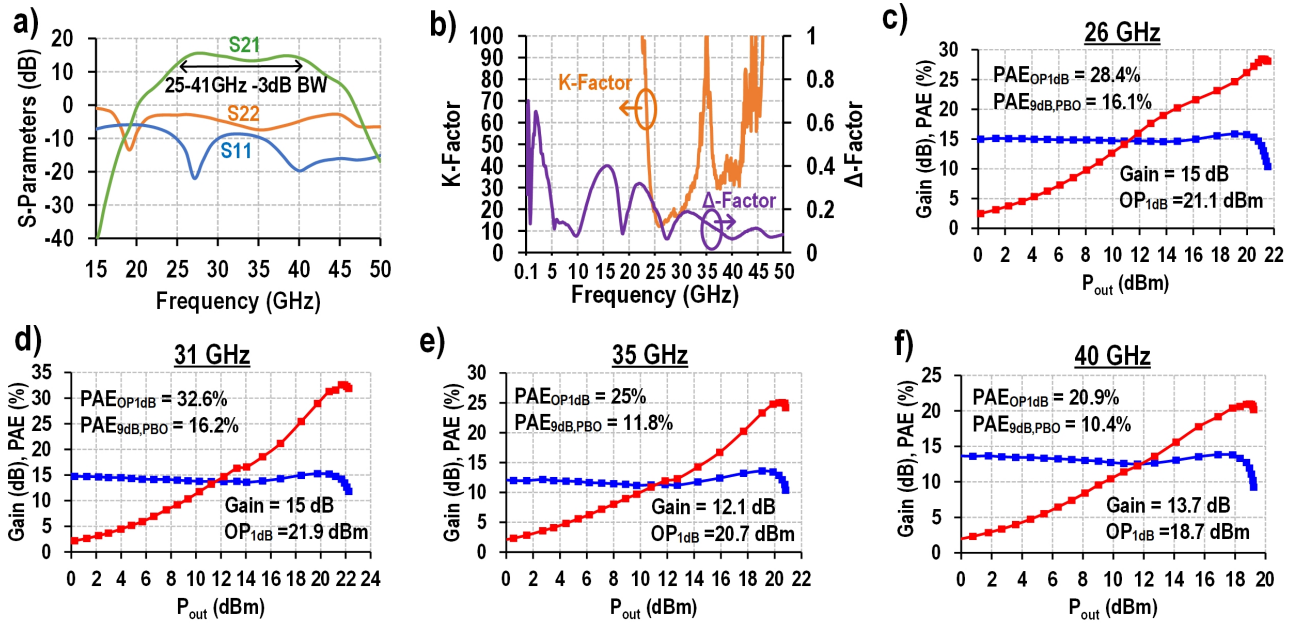 a)
S-Parameters (dB)
20
10
0
-10
-20
-30
-40
S21
25-41GHz -3dB BW
S22
S11
15 20 25 30 35 40 45 50
Frequency (GHz)
b)
K-Factor
100
90
80
70
60
50
40
30
20
10
0
K-Factor
Δ-Factor
1
0.8
0.6
0.4
0.2
0
Δ-Factor
0.1 5 10 15 20 25 30 35 40 45 50
Frequency (GHz)
c)
26 GHz
Gain (dB), PAE (%)
30
25
20
15
10
5
0
PAEOP1dB = 28.4%
PAE9dB,PBO = 16.1%
Gain = 15 dB
OP1dB =21.1 dBm
0 2 4 6 8 10 12 14 16 18 20 22
Pout (dBm)
d)
31 GHz
Gain (dB), PAE (%)
35
30
25
20
15
10
5
0
PAEOP1dB = 32.6%
PAE9dB,PBO = 16.2%
Gain = 15 dB
OP1dB =21.9 dBm
0 2 4 6 8 10 12 14 16 18 20 22 24
Pout (dBm)
e)
35 GHz
Gain (dB), PAE (%)
30
25
20
15
10
5
0
PAEOP1dB = 25%
PAE9dB,PBO = 11.8%
Gain = 12.1 dB
OP1dB =20.7 dBm
0 2 4 6 8 10 12 14 16 18 20 22
Pout (dBm)
f)
40 GHz
Gain (dB), PAE (%)
25
20
15
10
5
0
PAEOP1dB = 20.9%
PAE9dB,PBO = 10.4%
Gain = 13.7 dB
OP1dB =18.7 dBm
0 2 4 6 8 10 12 14 16 18 20
Pout (dBm)